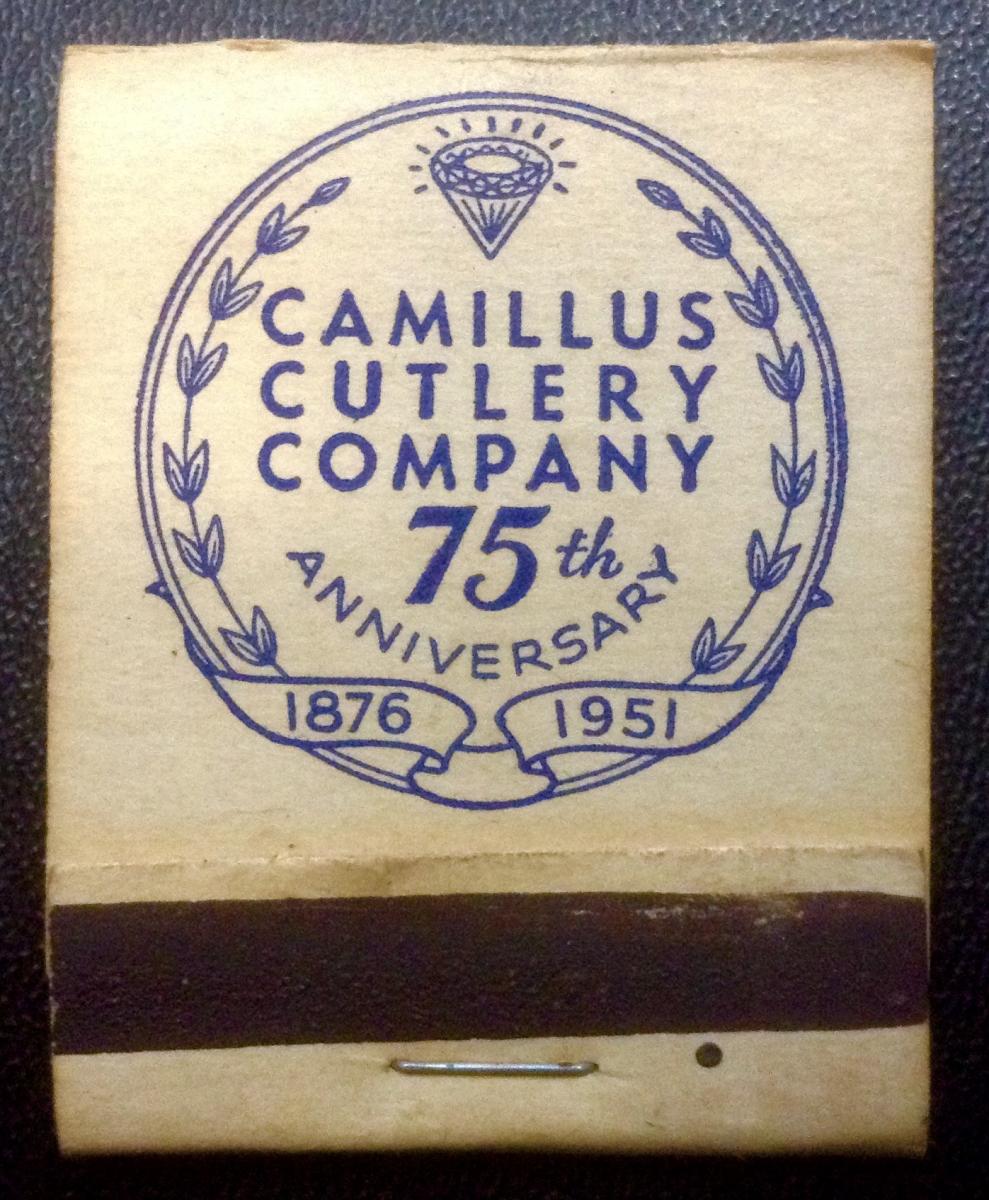 CAMILLUS
CUTLERY
COMPANY
75th
ANNIVERSARY
1876 1951